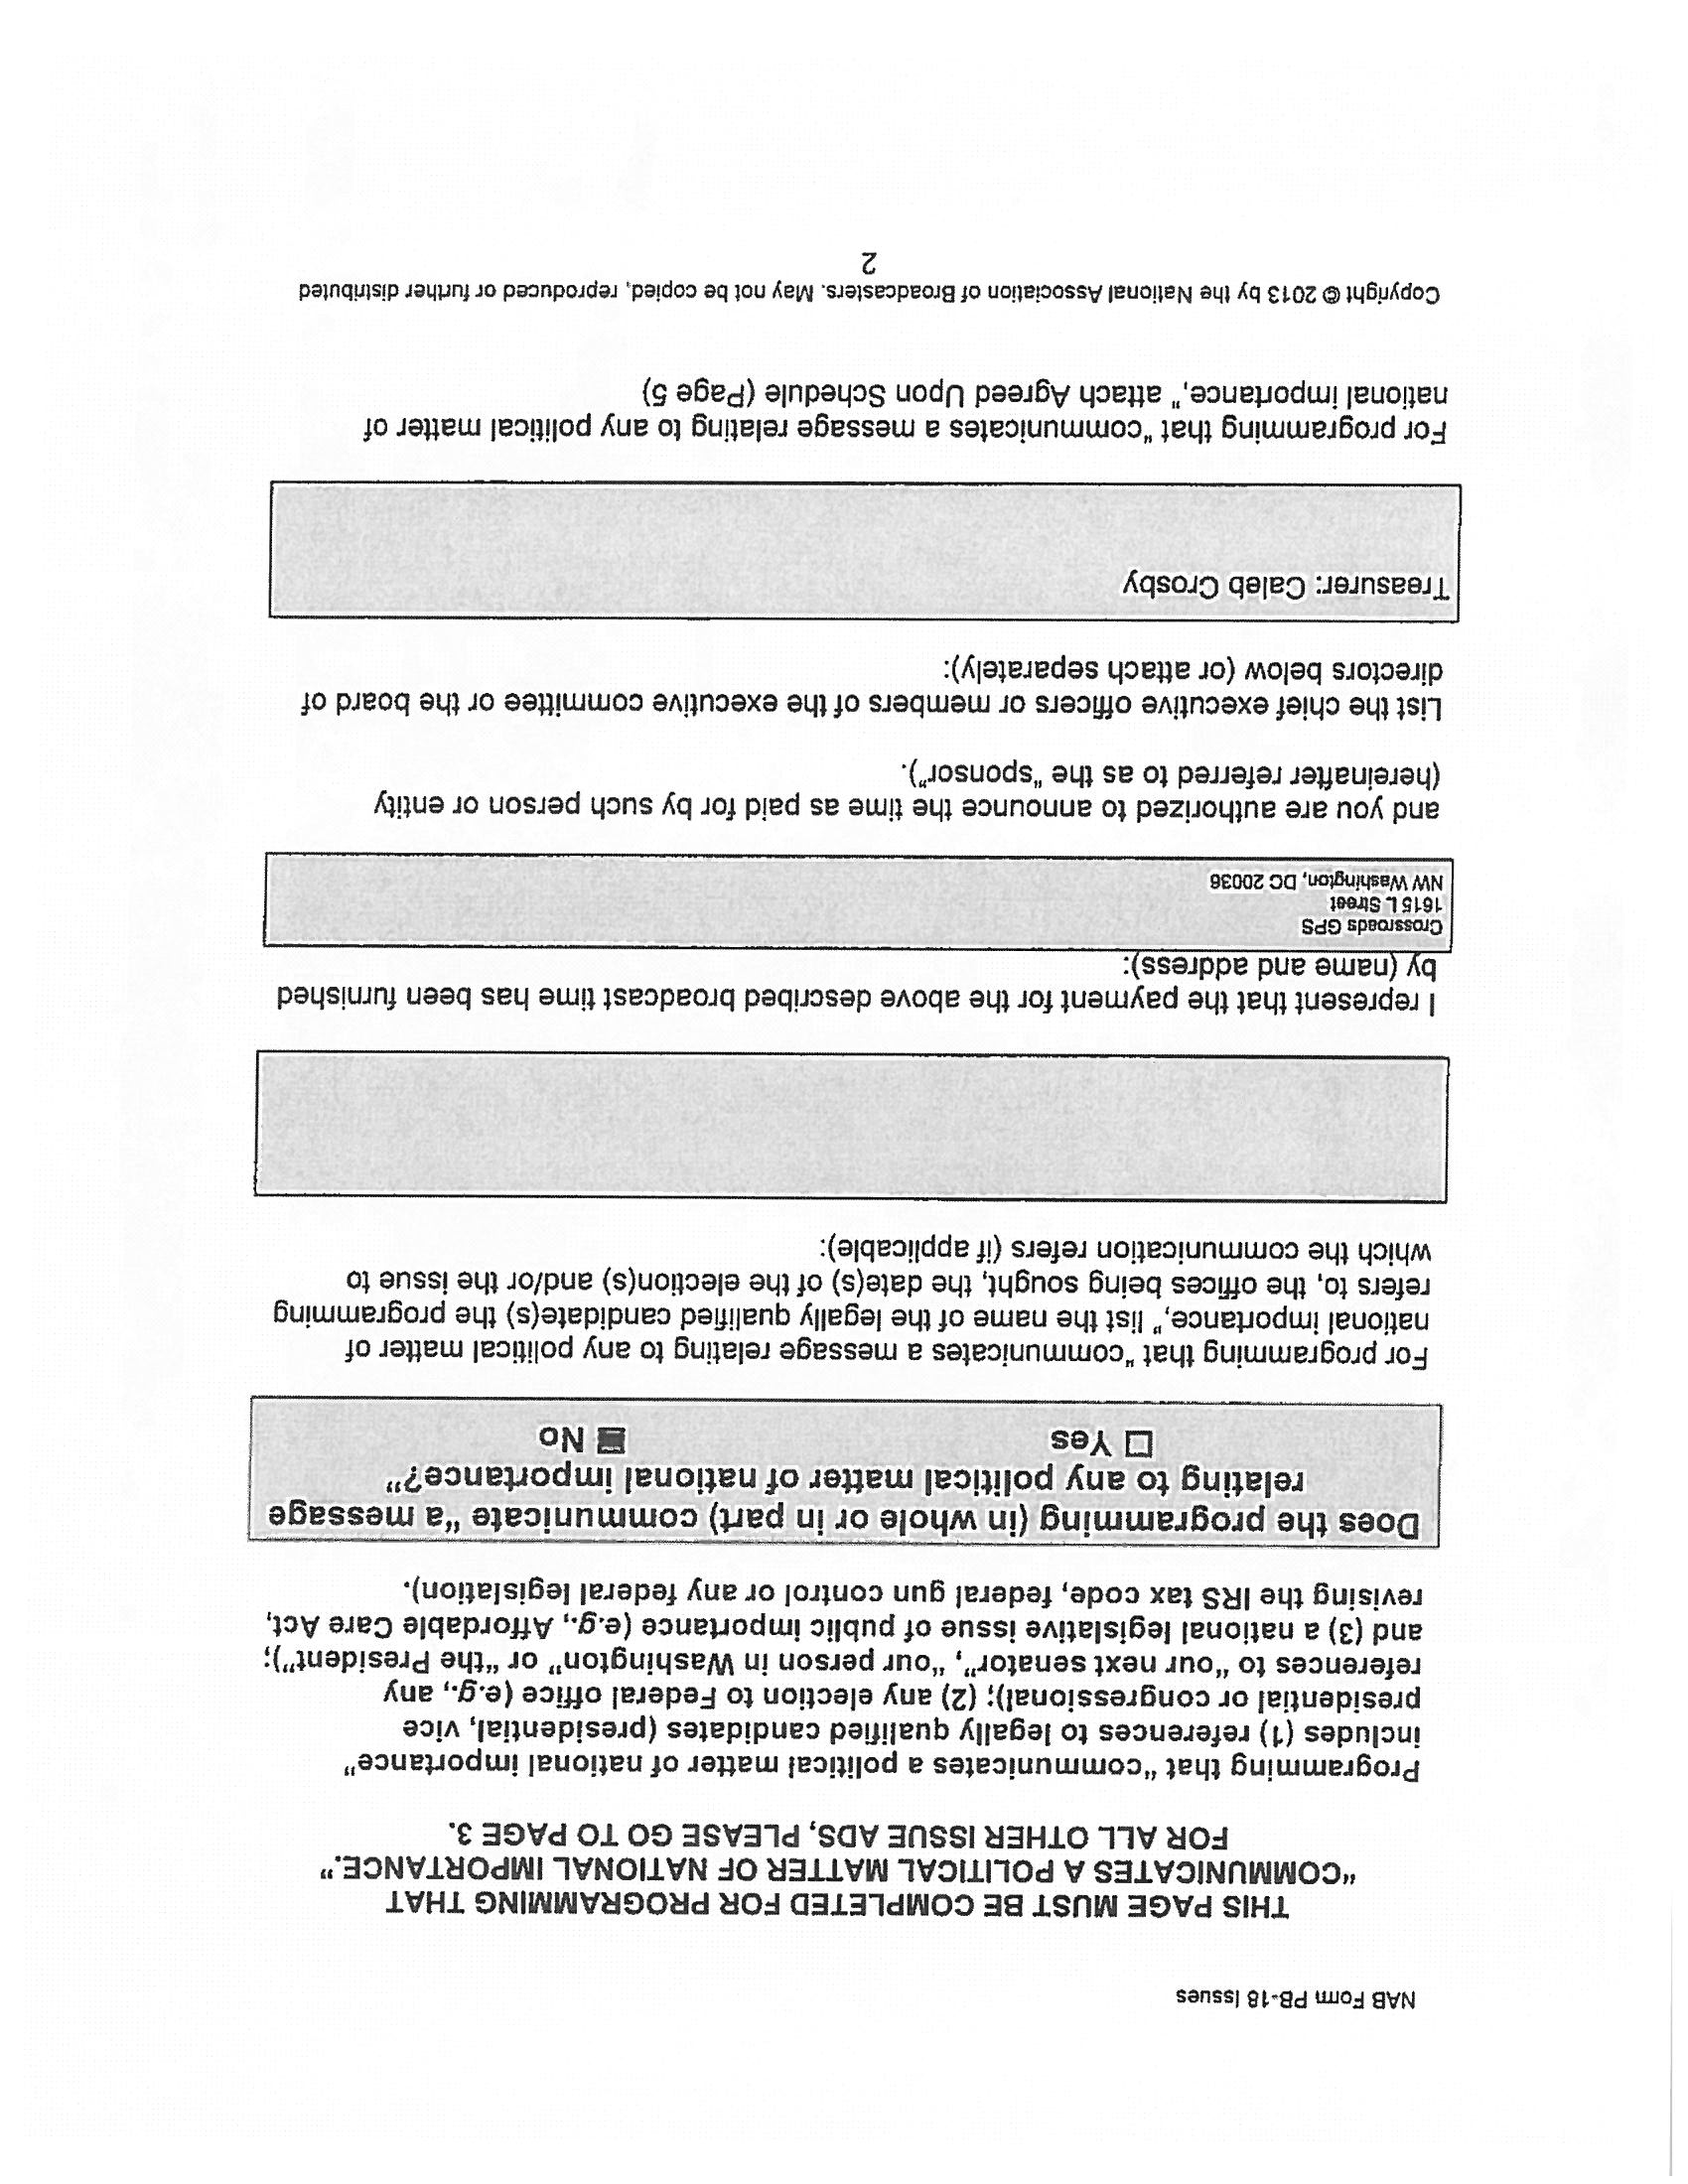 NAB Form PB-18 Issues
THIS PAGE MUST BE COMPLETED FOR PROGRAMMING THAT
"COMMUNICATES A POLITICAL MATTER OF NATIONAL IMPORTANCE."
FOR ALL OTHER ISSUE ADS, PLEASE GO TO PAGE 3.
Programming that "communicates a political matter of national importance"
includes (1) references to legally qualified candidates (presidential, vice
presidential or congressional); (2) any election to Federal office (e.g., any
references to "our next senator", "our person in Washington" or "the President");
and (3) a national legislative issue of public importance (e.g., Affordable Care Act,
revising the IRS tax code, federal gun control or any federal legislation).
Does the programming (in whole or in part) communicate "a message
relating to any political matter of national importance?"
☐ Yes ■ No
For programming that "communicates a message relating to any political matter of
national importance," list the name of the legally qualified candidate(s) the programming
refers to, the offices being sought, the date(s) of the election(s) and/or the issue to
which the communication refers (if applicable):
I represent that the payment for the above described broadcast time has been furnished
by (name and address):
Crossroads GPS
1615 L Street
NW Washington, DC 20036
and you are authorized to announce the time as paid for by such person or entity
(hereinafter referred to as the "sponsor").
List the chief executive officers or members of the executive committee or the board of
directors below (or attach separately):
Treasurer: Caleb Crosby
For programming that "communicates a message relating to any political matter of
national importance," attach Agreed Upon Schedule (Page 5)
Copyright © 2013 by the National Association of Broadcasters. May not be copied, reproduced or further distributed
2